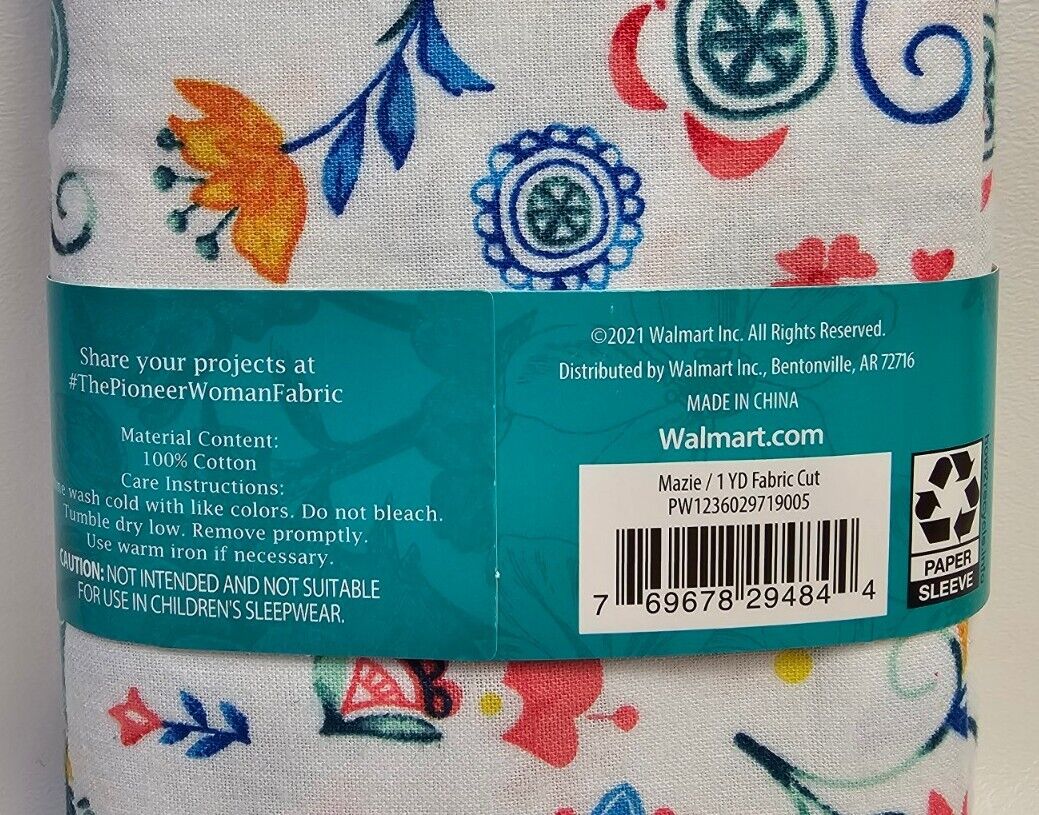 Share your projects at
#ThePioneerWomanFabric
Material Content:
100% Cotton
Care Instructions:
wash cold with like colors. Do not bleach.
Tumble dry low. Remove promptly.
Use warm iron if necessary.
CAUTION: NOT INTENDED AND NOT SUITABLE
FOR USE IN CHILDREN'S SLEEPWEAR.
©2021 Walmart Inc. All Rights Reserved.
Distributed by Walmart Inc., Bentonville, AR 72716
MADE IN CHINA
Walmart.com
Mazie / 1 YD Fabric Cut
PW1236029719005
7 69678 29484 4
PAPER
SLEEVE
how2recycle.info